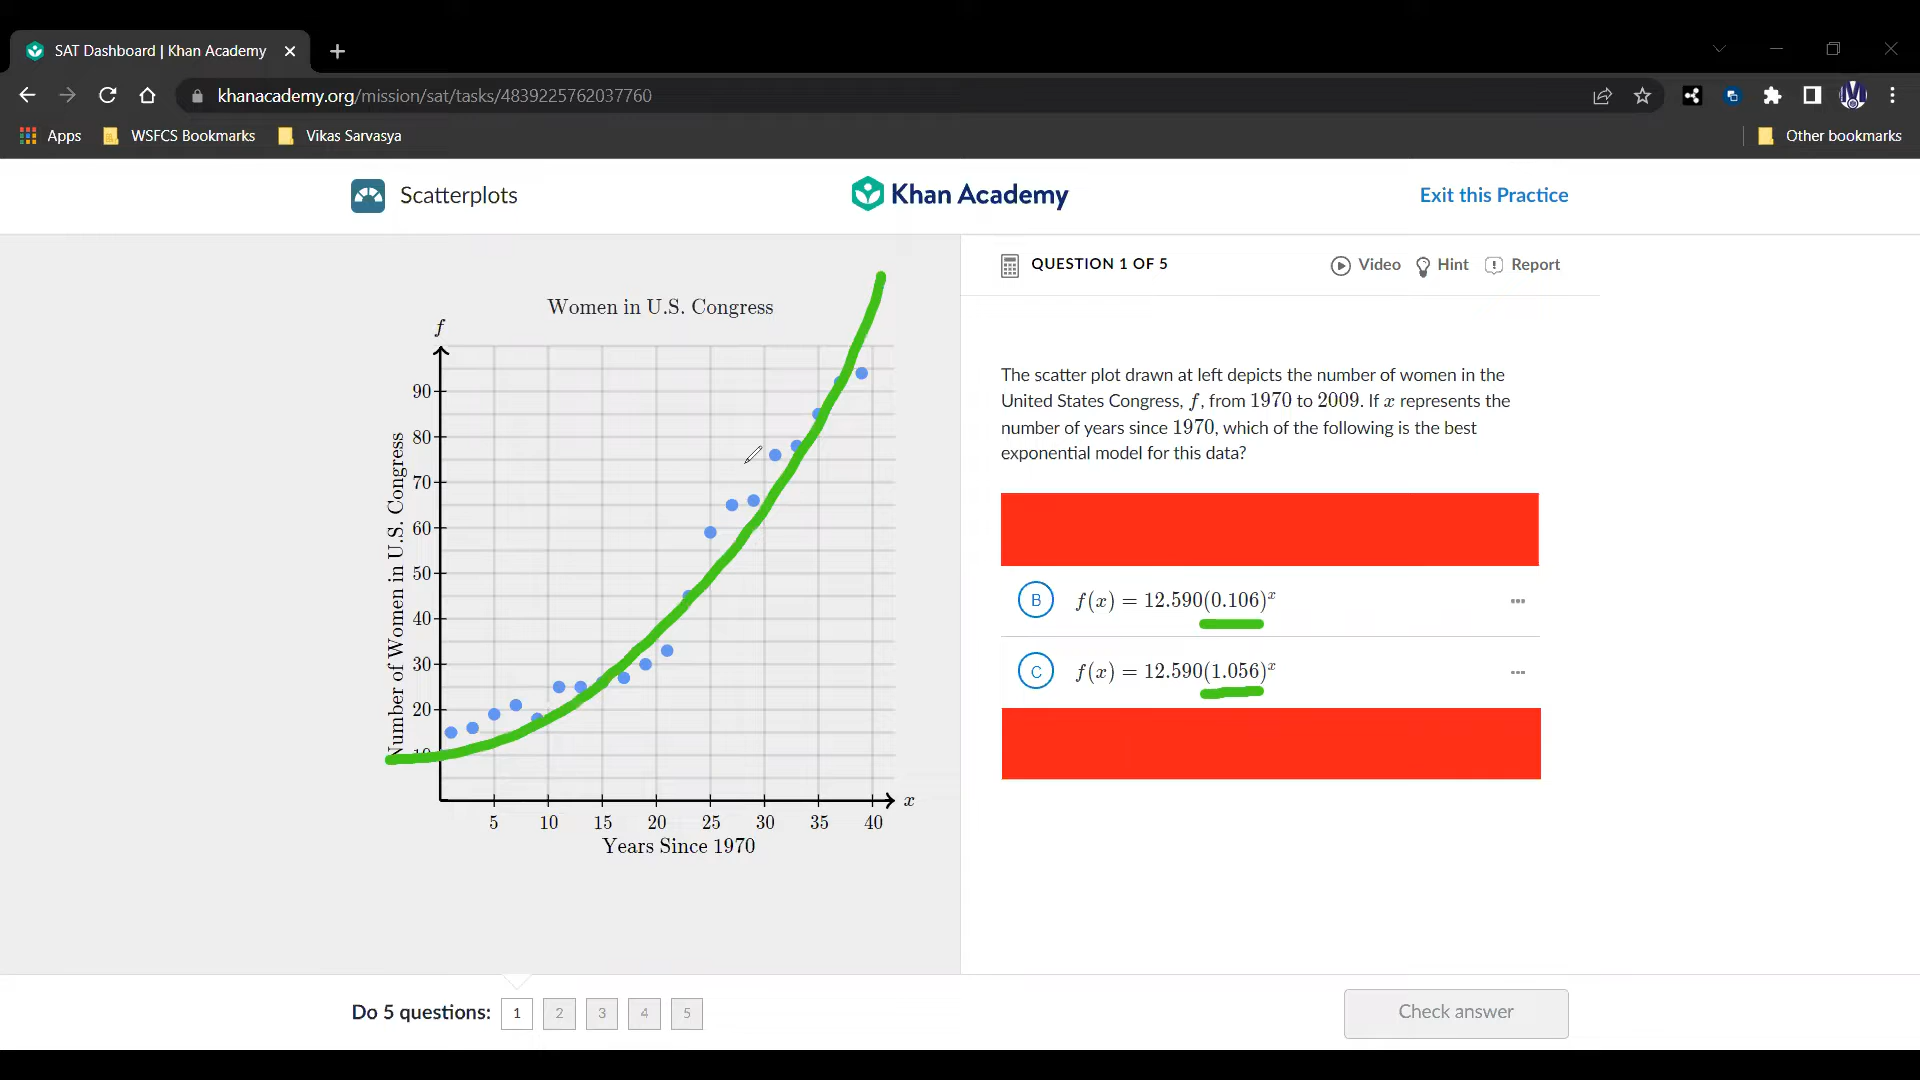 SAT Dashboard | Khan Academy
khanacademy.org/mission/sat/tasks/4839225762037760
Apps
WSFCS Bookmarks
Vikas Sarvasya
Other bookmarks
Scatterplots
Khan Academy
Exit this Practice
Women in U.S. Congress
f
90
80
70
60
50
40
30
20
Number of Women in U.S. Congress
x
5 10 15 20 25 30 35 40
Years Since 1970
QUESTION 1 OF 5
Video
Hint
Report
The scatter plot drawn at left depicts the number of women in the
United States Congress, f, from 1970 to 2009. If x represents the
number of years since 1970, which of the following is the best
exponential model for this data?
B f(x) = 12.590(0.106)^x
C f(x) = 12.590(1.056)^x
Do 5 questions: 1 2 3 4 5
Check answer